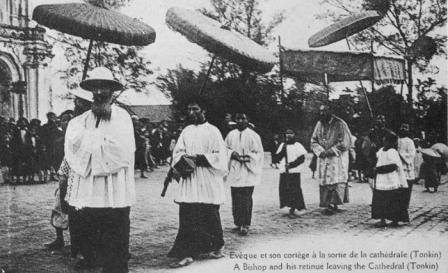 Evêque et son cortège à la sortie de la cathédrale (Tonkin)
A Bishop and his retinue leaving the Cathedral (Tonkin)